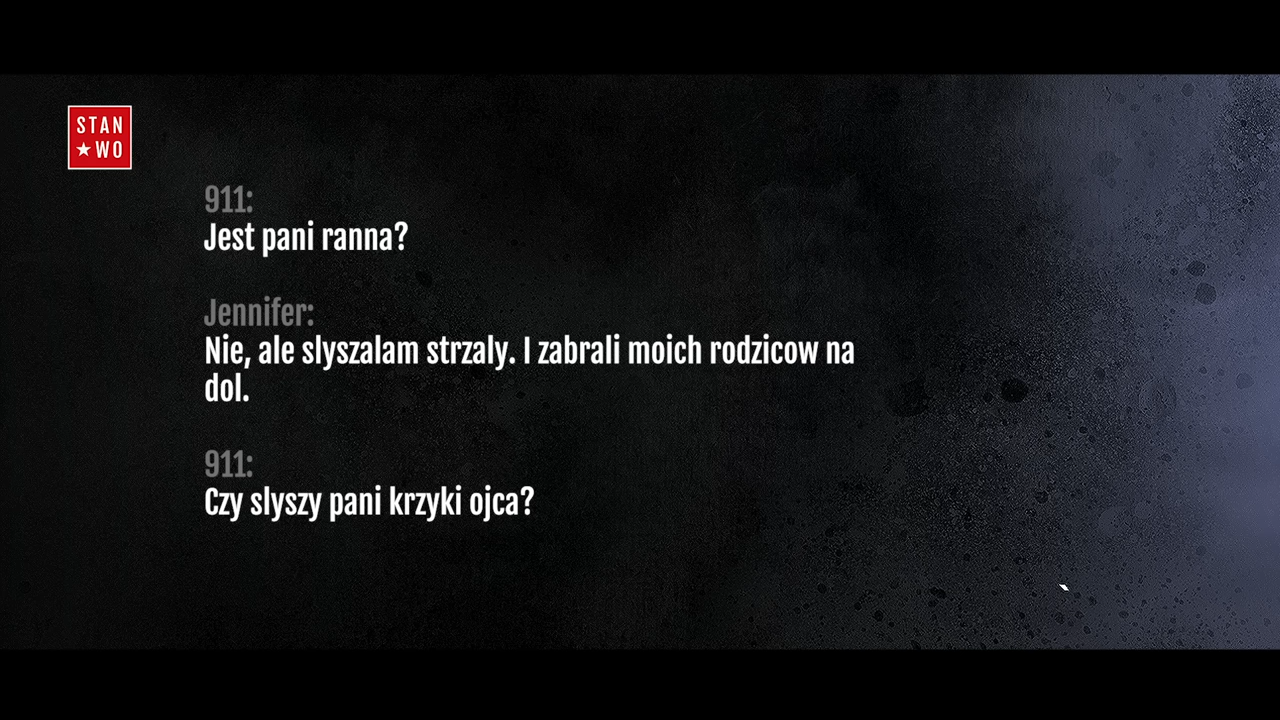 STAN
★WO
911:
Jest pani ranna?
Jennifer:
Nie, ale slyszalam strzaly. I zabrali moich rodzicow na
dol.
911:
Czy slyszy pani krzyki ojca?